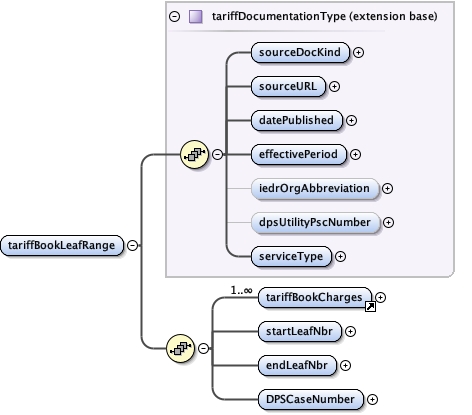 tariffDocumentationType (extension base)
sourceDocKind
sourceURL
datePublished
effectivePeriod
iedrOrgAbbreviation
dpsUtilityPscNumber
serviceType
tariffBookLeafRange
1..∞
tariffBookCharges
startLeafNbr
endLeafNbr
DPSCaseNumber